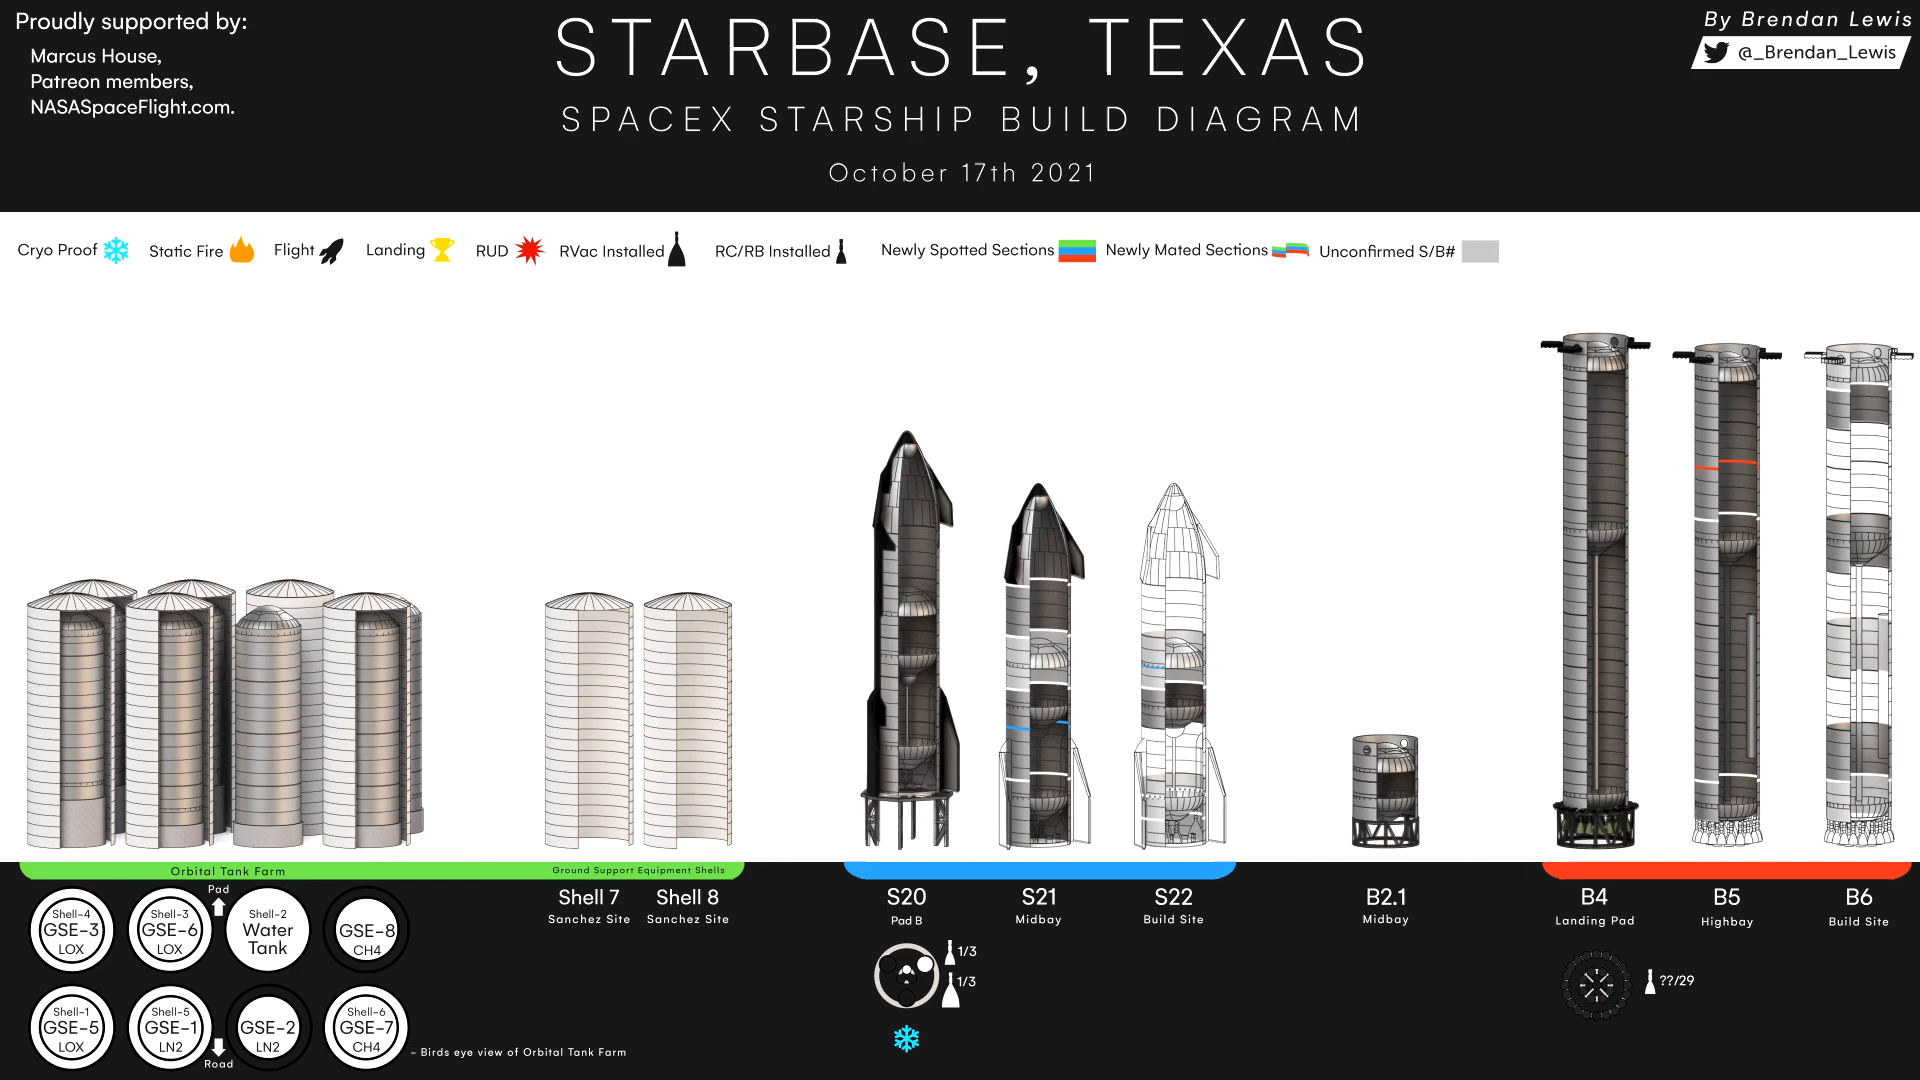 Proudly supported by:
Marcus House,
Patreon members,
NASASpaceFlight.com.
STARBASE, TEXAS
SPACEX STARSHIP BUILD DIAGRAM
October 17th 2021
By Brendan Lewis
@_Brendan_Lewis
Cryo Proof
Static Fire
Flight
Landing
RUD
RVac Installed
RC/RB Installed
Newly Spotted Sections
Newly Mated Sections
Unconfirmed S/B#
Orbital Tank Farm
Ground Support Equipment Shells
Pad
Shell-4
GSE-3
LOX
Shell-3
GSE-6
LOX
Shell-2
Water
Tank
GSE-8
CH4
Shell-1
GSE-5
LOX
Shell-5
GSE-1
LN2
GSE-2
LN2
Shell-6
GSE-7
CH4
Road
- Birds eye view of Orbital Tank Farm
Shell 7
Sanchez Site
Shell 8
Sanchez Site
S20
Pad B
1/3
1/3
S21
Midbay
S22
Build Site
B2.1
Midbay
B4
Landing Pad
??/29
B5
Highbay
B6
Build Site